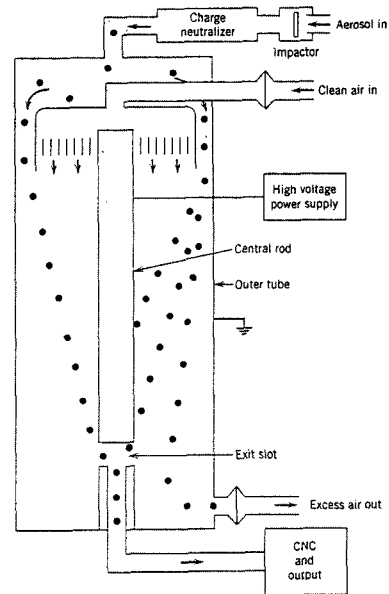 Charge
neutralizer
Aerosol in
Impactor
Clean air in
High voltage
power supply
Central rod
Outer tube
Exit slot
Excess air out
CNC
and
output